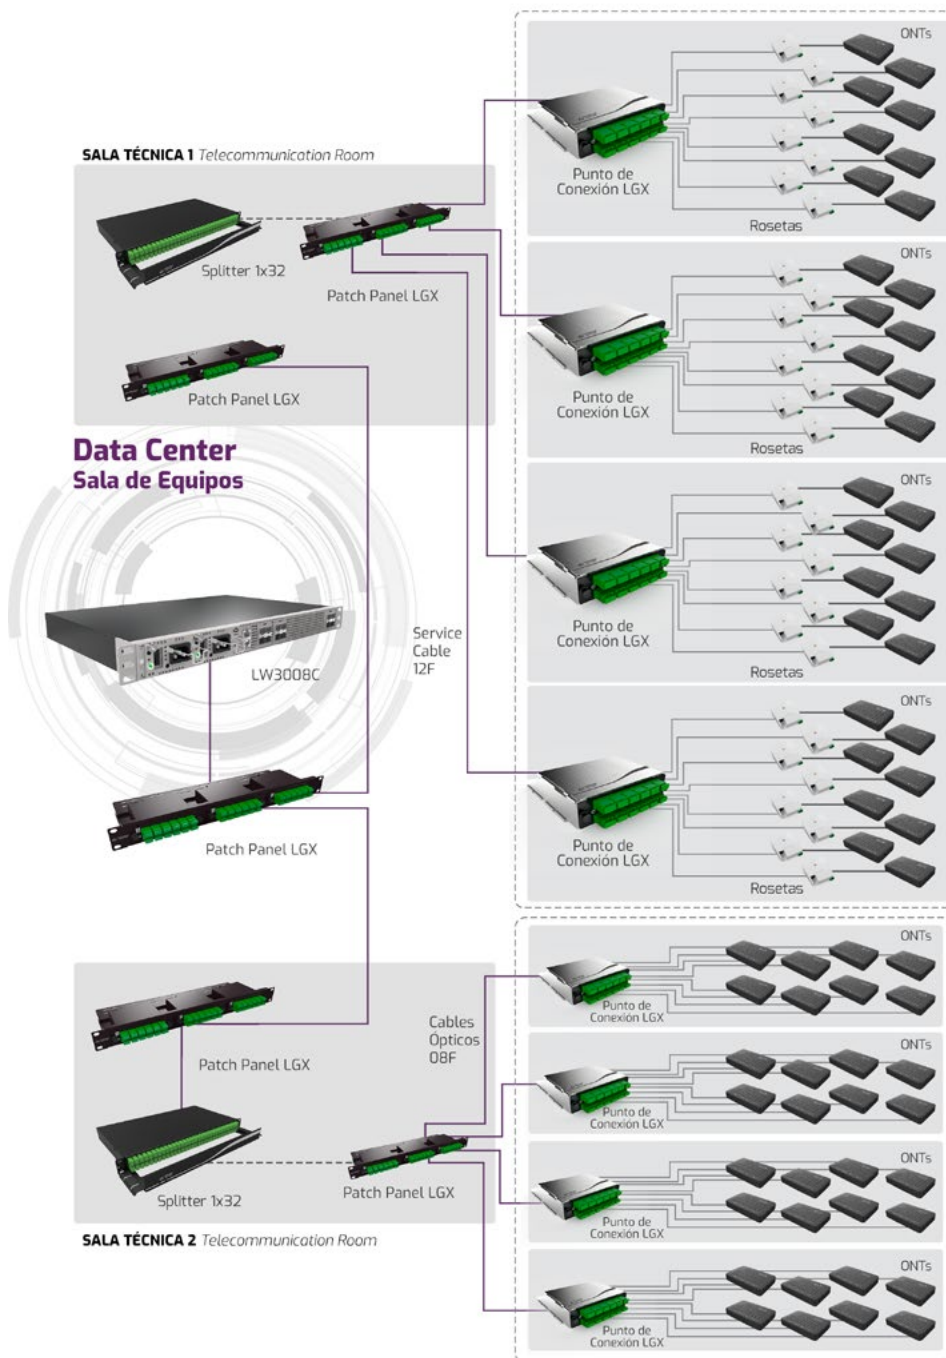 ONTs
Punto de
Conexión LGX
Rosetas
SALA TÉCNICA 1 Telecommunication Room
Splitter 1x32
Patch Panel LGX
Patch Panel LGX
ONTs
Punto de
Conexión LGX
Rosetas
Data Center
Sala de Equipos
LW3008C
Service
Cable
12F
Patch Panel LGX
ONTs
Punto de
Conexión LGX
Rosetas
ONTs
Punto de
Conexión LGX
Rosetas
Patch Panel LGX
Splitter 1x32
Patch Panel LGX
SALA TÉCNICA 2 Telecommunication Room
Cables
Ópticos
08F
ONTs
Punto de
Conexión LGX
ONTs
Punto de
Conexión LGX
ONTs
Punto de
Conexión LGX
ONTs
Punto de
Conexión LGX